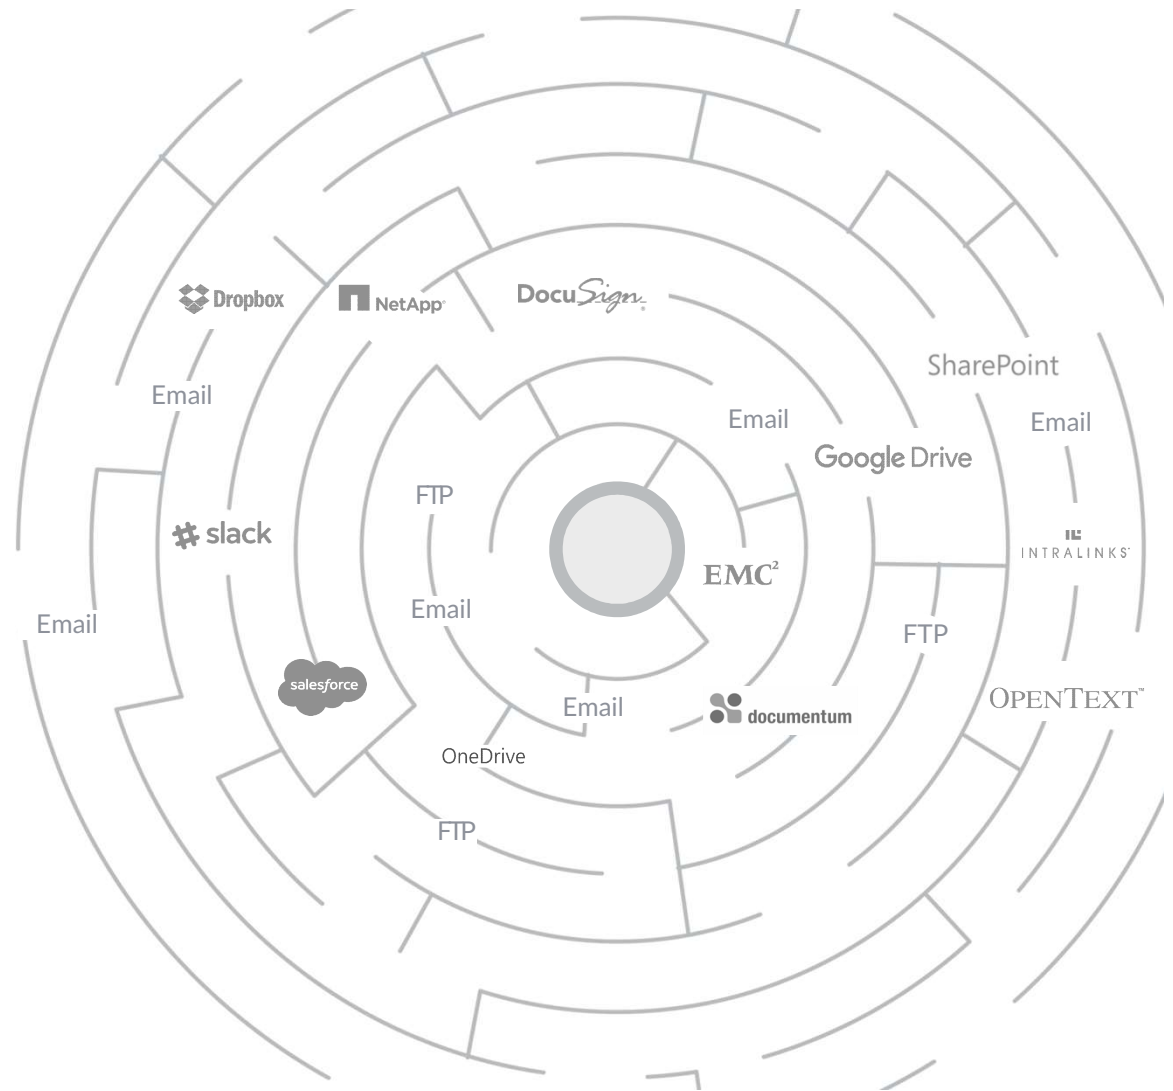 Dropbox
NetApp
DocuSign
SharePoint
Email
Email
Email
Google Drive
FTP
slack
EMC²
INTRALINKS
Email
Email
FTP
salesforce
Email
documentum
OPENTEXT™
OneDrive
FTP